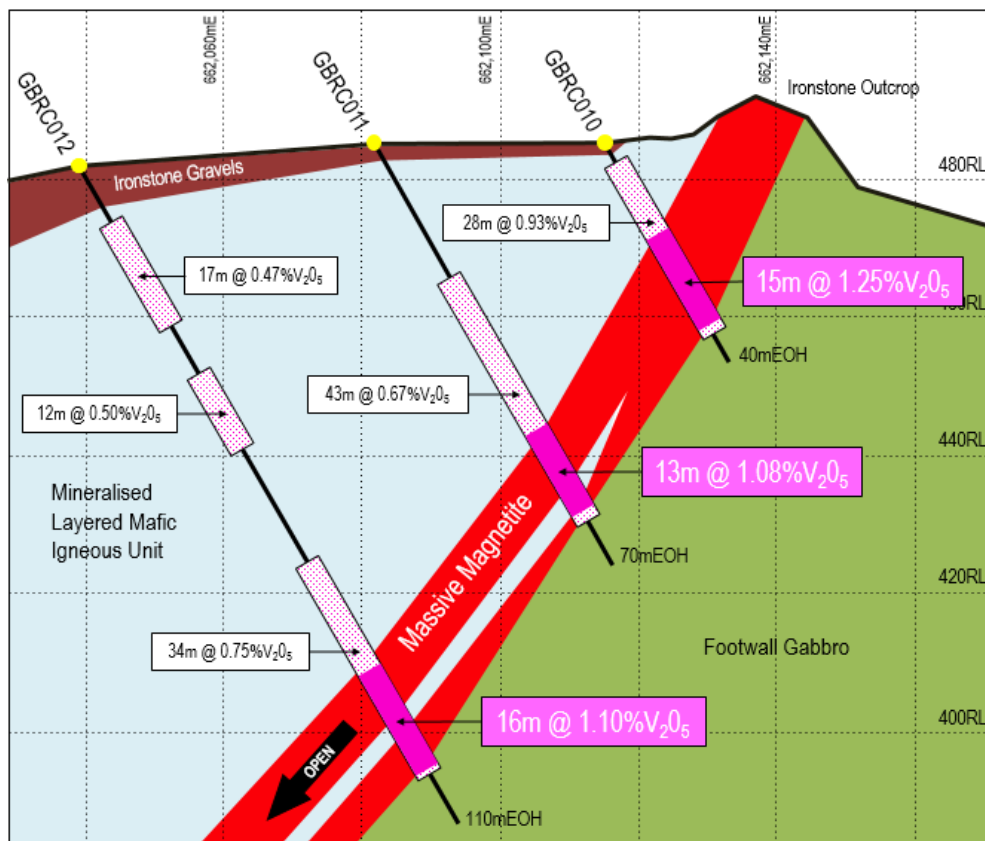 662,060mE
662,100mE
662,140mE
GBRC012
GBRC011
GBRC010
Ironstone Outcrop
Ironstone Gravels
480RL
28m @ 0.93%V₂0₅
17m @ 0.47%V₂0₅
15m @ 1.25%V₂0₅
60RL
40mEOH
43m @ 0.67%V₂0₅
12m @ 0.50%V₂0₅
440RL
13m @ 1.08%V₂0₅
Mineralised
Layered Mafic
Igneous Unit
Massive Magnetite
70mEOH
420RL
34m @ 0.75%V₂0₅
Footwall Gabbro
16m @ 1.10%V₂0₅
400RL
OPEN
110mEOH